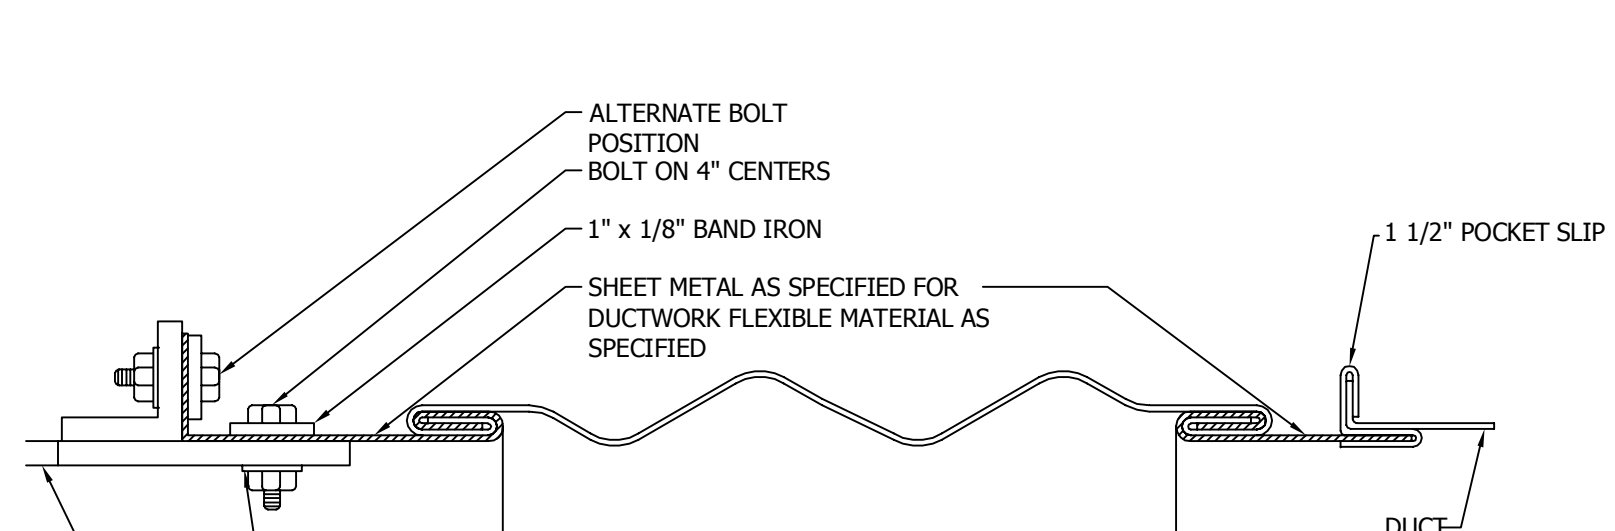 ALTERNATE BOLT
POSITION
BOLT ON 4" CENTERS
1" x 1/8" BAND IRON
1 1/2" POCKET SLIP
SHEET METAL AS SPECIFIED FOR
DUCTWORK FLEXIBLE MATERIAL AS
SPECIFIED
DUCT